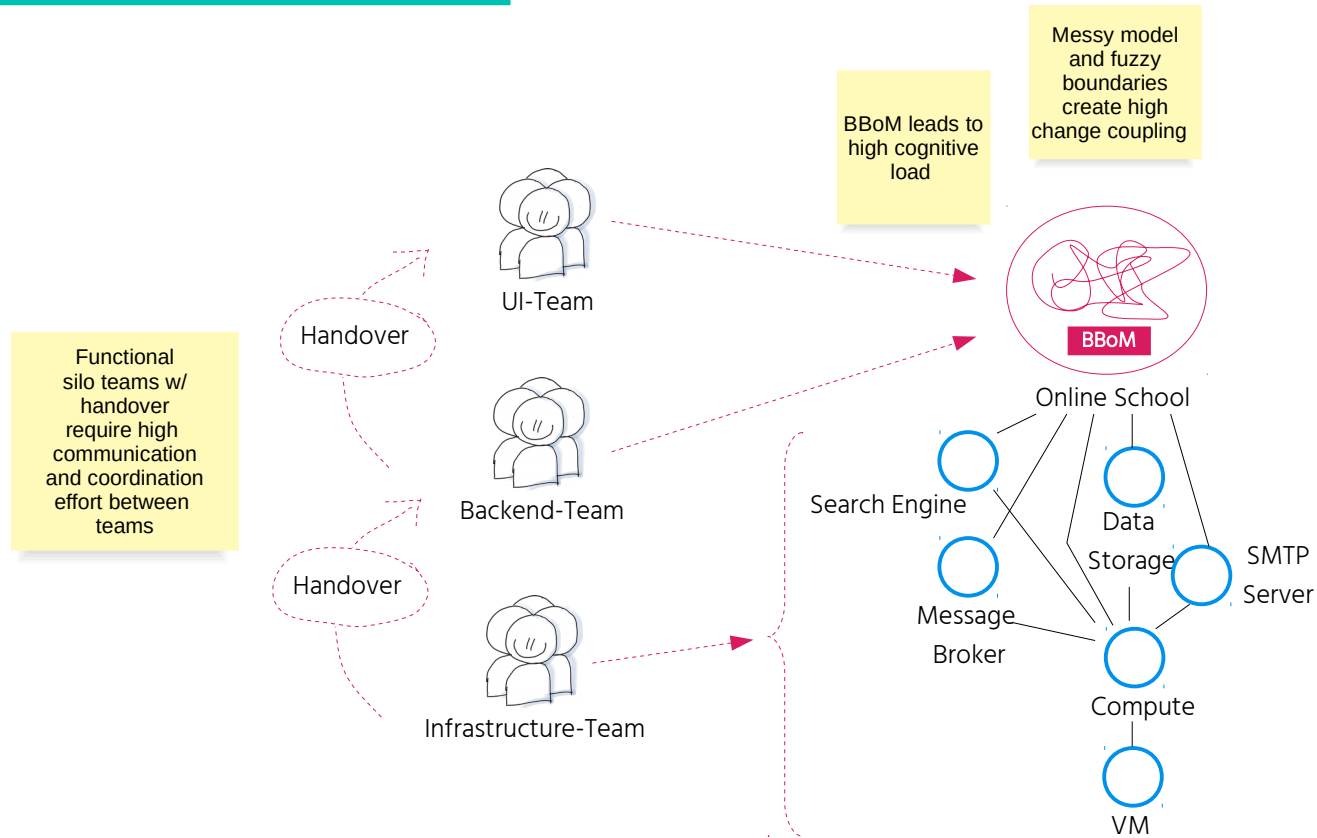 Messy model
and fuzzy
boundaries
create high
change coupling
BBoM leads to
high cognitive
load
UI-Team
Handover
BBoM
Functional
silo teams w/
handover
require high
communication
and coordination
effort between
teams
Online School
Backend-Team
Search Engine
Data
Storage
SMTP
Server
Handover
Message
Broker
Infrastructure-Team
Compute
VM